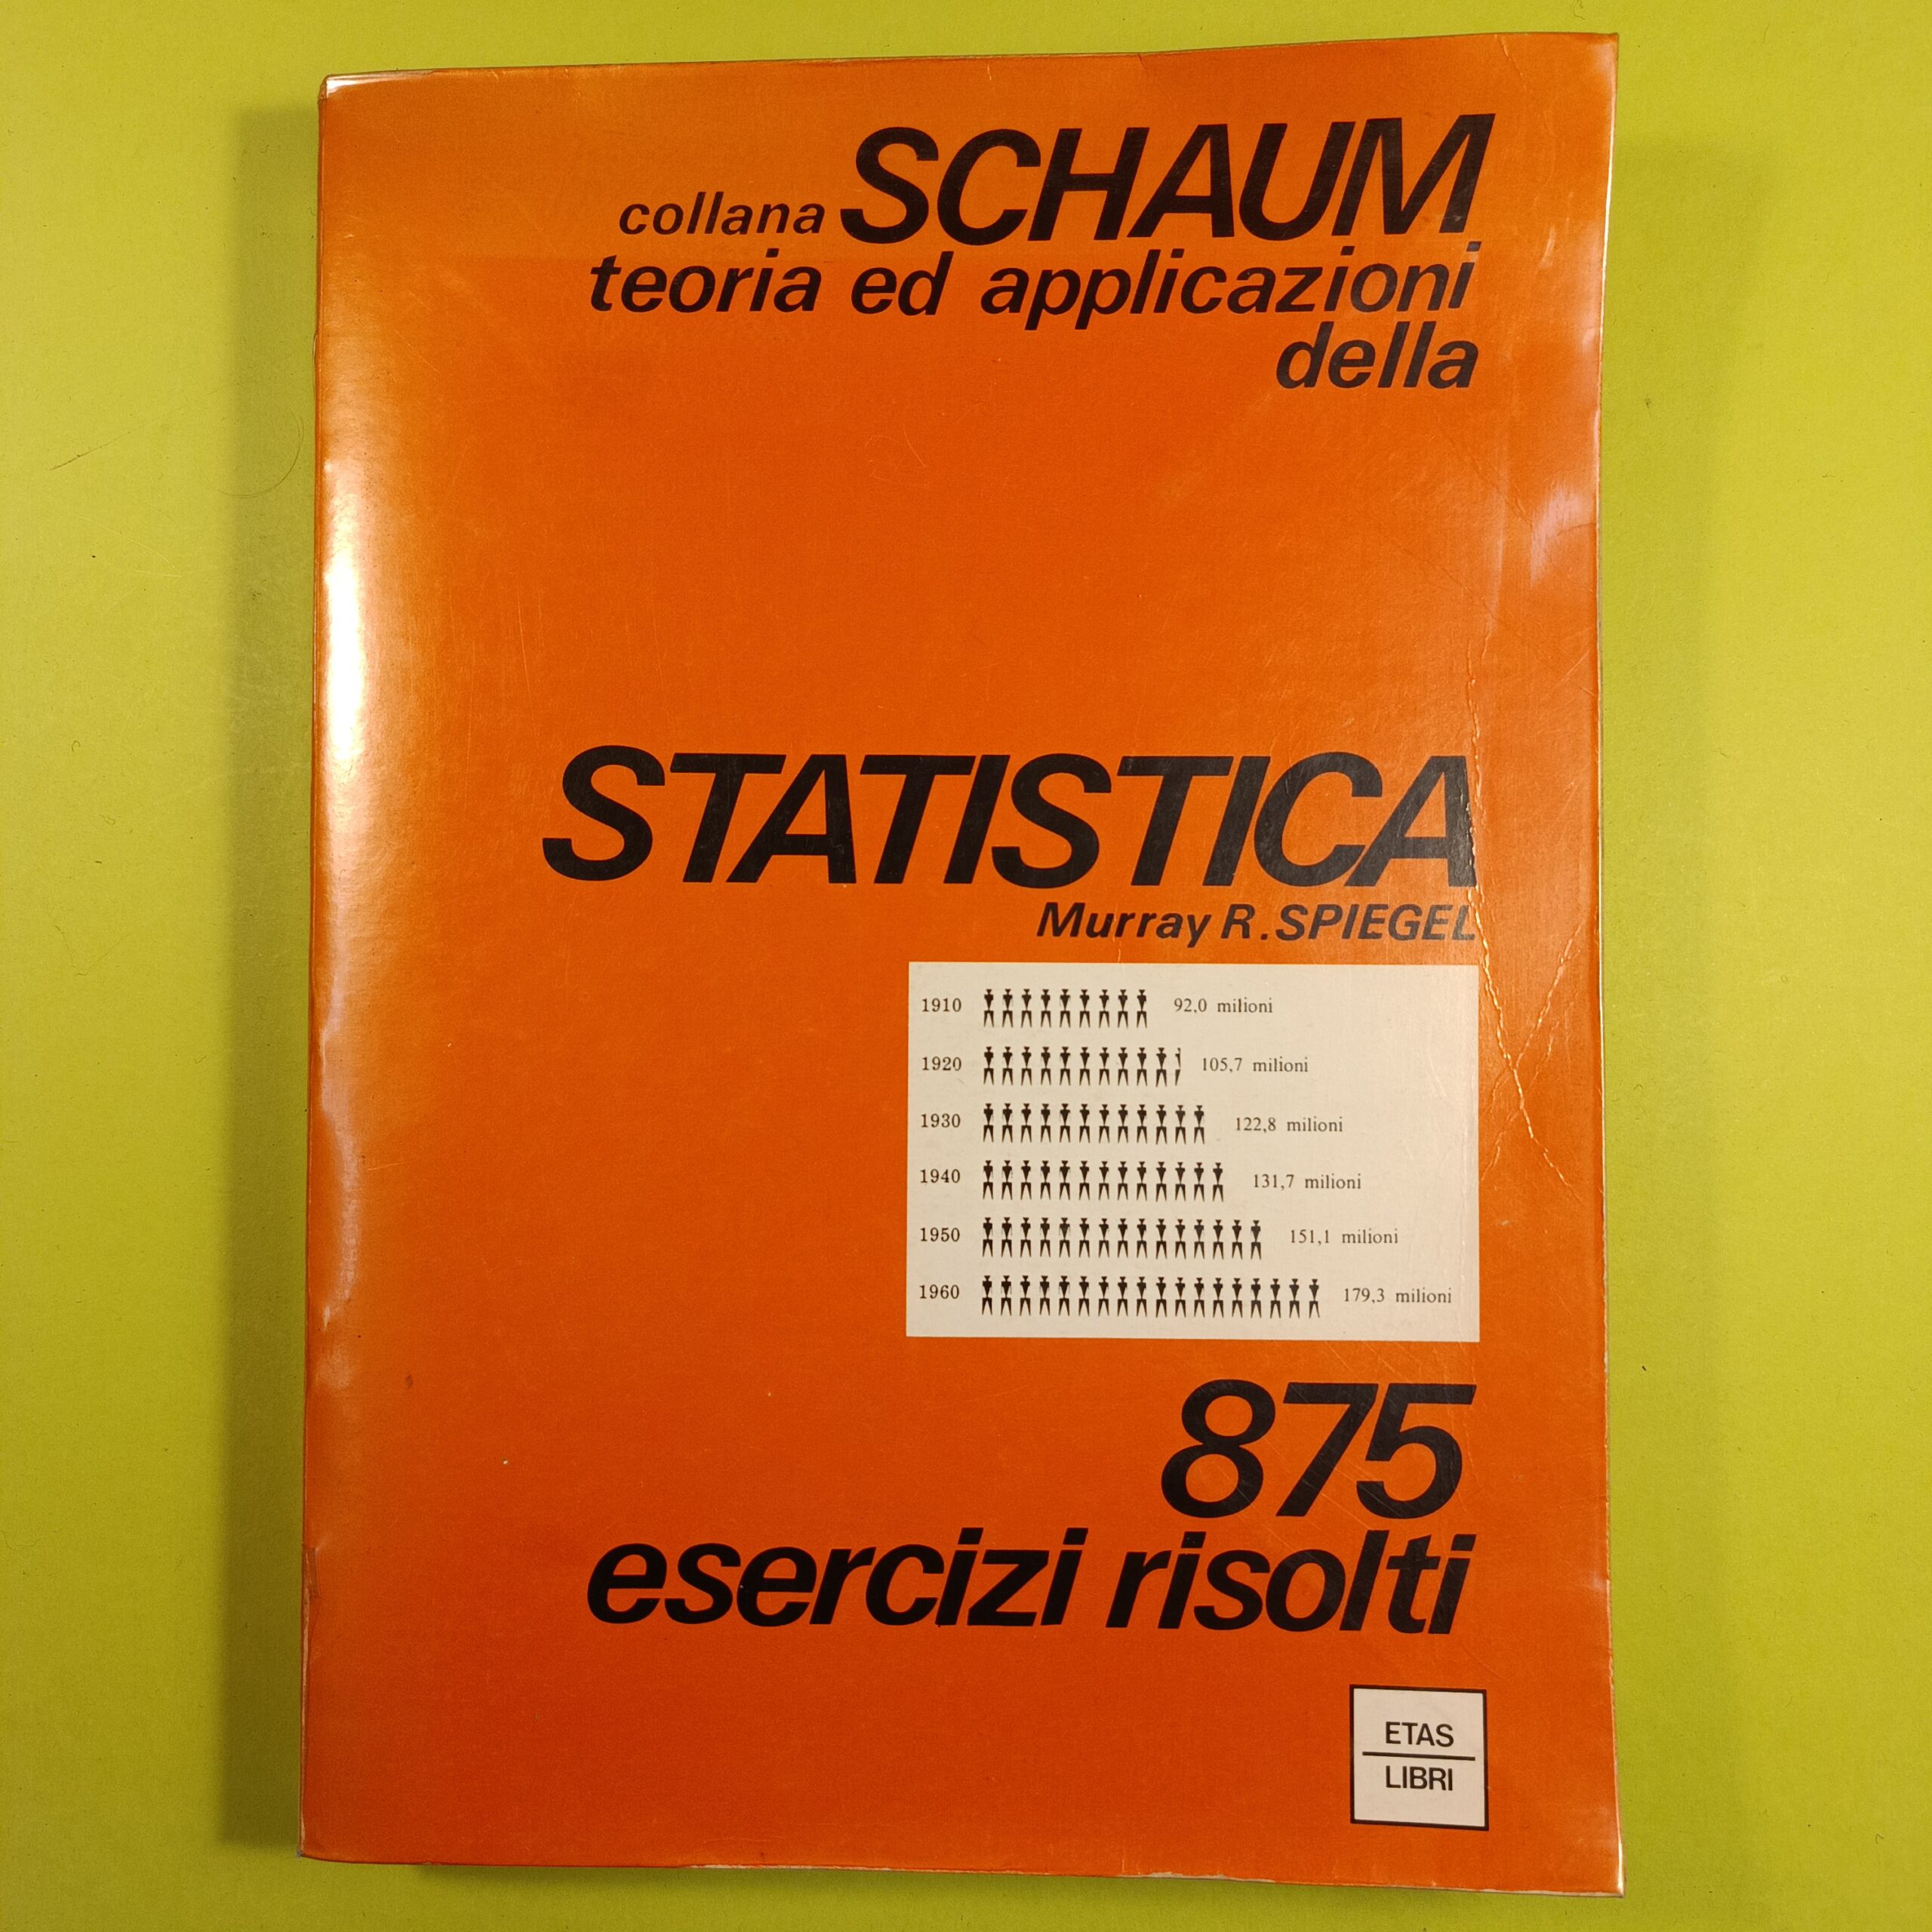 collana SCHAUM
teoria ed applicazioni
della
STATISTICA
Murray R. SPIEGEL
1910 92,0 milioni
1920 105,7 milioni
1930 122,8 milioni
1940 131,7 milioni
1950 151,1 milioni
1960 179,3 milioni
875
esercizi risolti
ETAS
LIBRI